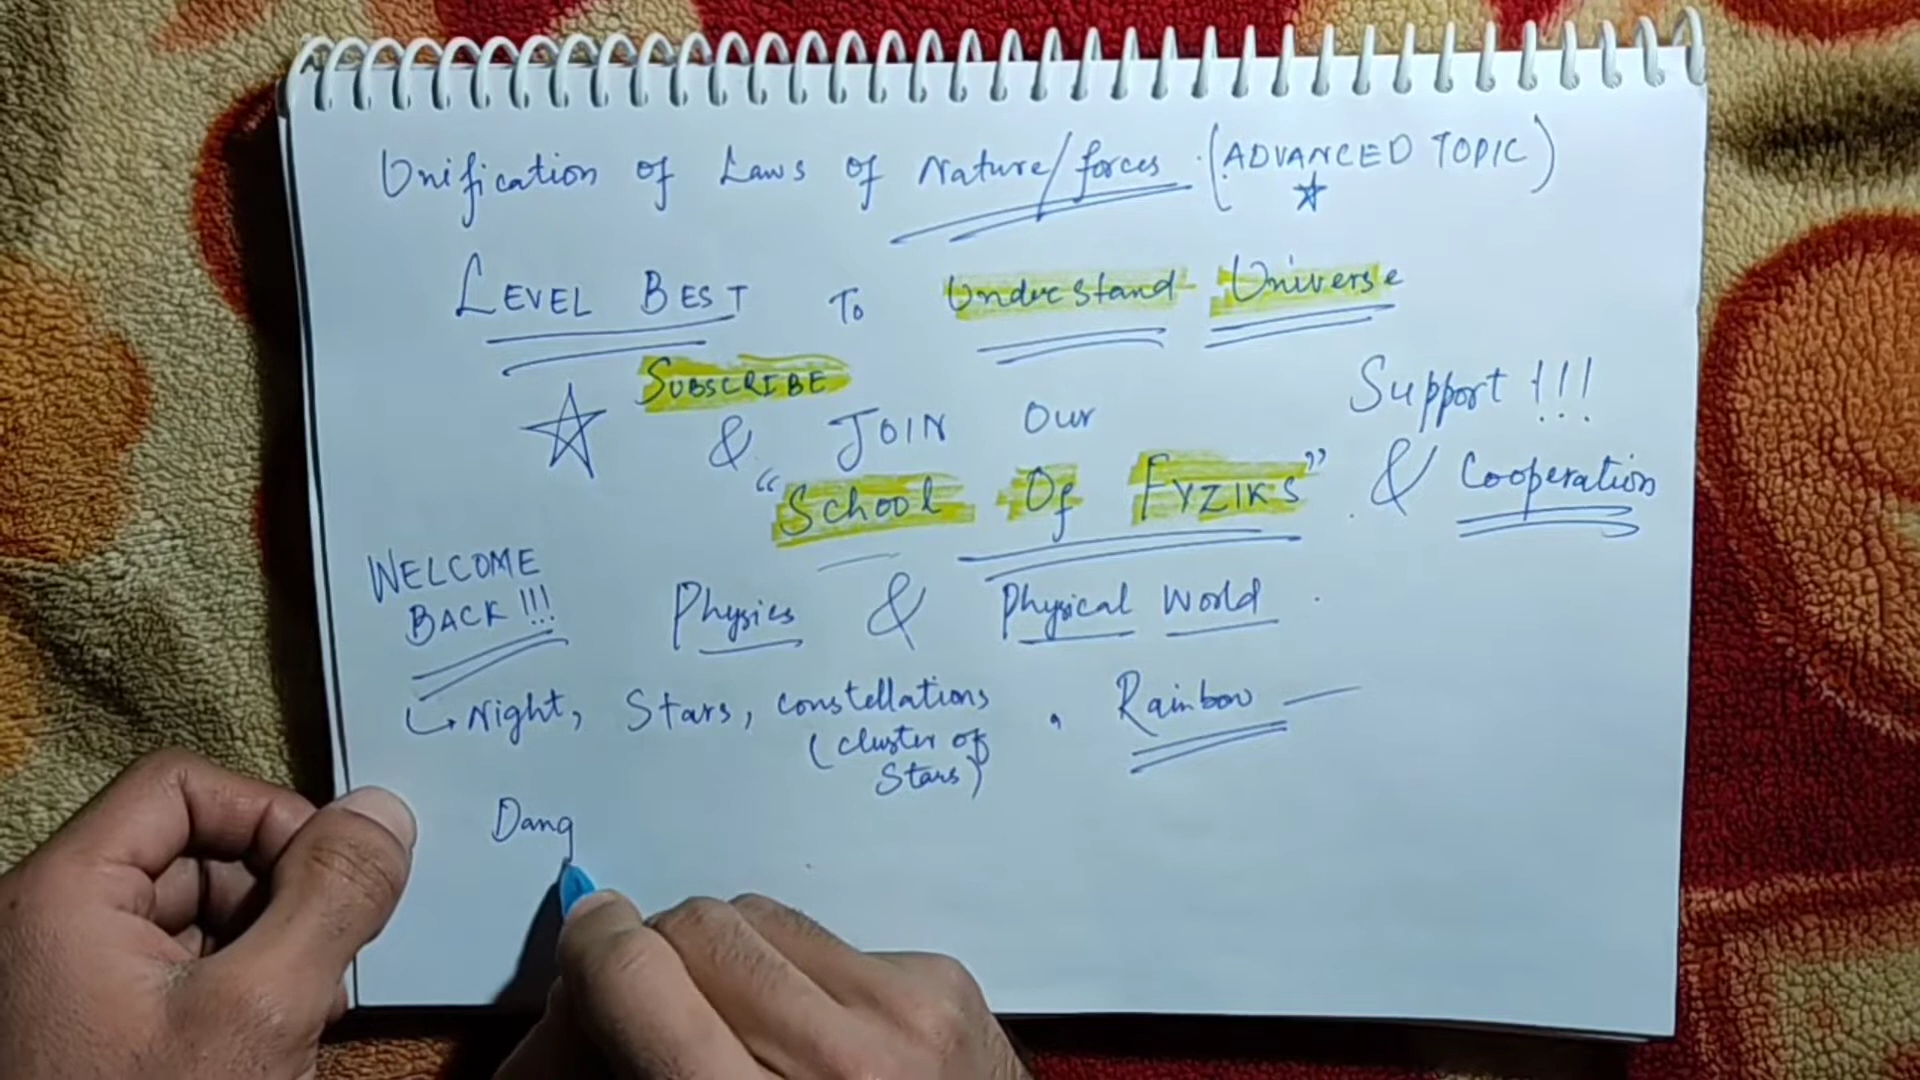 Unification of Laws of Nature/forces (ADVANCED TOPIC)
LEVEL BEST To Understand Universe
SUBSCRIBE
& JOIN Our
Support !!!
"School Of FYZIKS" & Cooperation
WELCOME
BACK!!!
Physics & Physical World.
Night, Stars, constellations, Rainbow —
(cluster of
Stars)
Dang